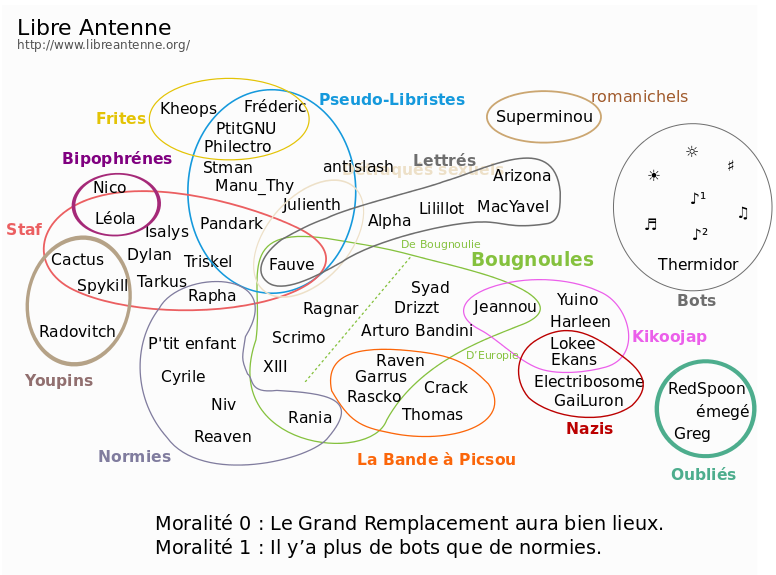 Libre Antenne
http://www.libreantenne.org/
Frites
Kheops
Fréderic
PtitGNU
Philectro
Pseudo-Libristes
Superminou
romanichels
Bipophrénes
Nico
Léola
Stman
Manu_Thy
antislash
Lettrés
Arizona
Julienth
Alpha
Lilillot
MacYavel
Staf
Isalys
Pandark
Cactus
Dylan
Triskel
Fauve
De Bougnoulie
Bougnoules
☼
☀
♯
♪¹
♬
♫
♪²
Thermidor
Bots
Spykill
Tarkus
Rapha
Radovitch
Youpins
Ragnar
Syad
Drizzt
Jeannou
Yuino
Harleen
Kikoojap
P'tit enfant
Scrimo
Arturo Bandini
Lokee
Ekans
D’Europie
Cyrile
XIII
Raven
Garrus
Rascko
Crack
Thomas
Electribosome
GaiLuron
Nazis
RedSpoon
émegé
Greg
Oubliés
Niv
Rania
Reaven
Normies
La Bande à Picsou
Moralité 0 : Le Grand Remplacement aura bien lieux.
Moralité 1 : Il y’a plus de bots que de normies.